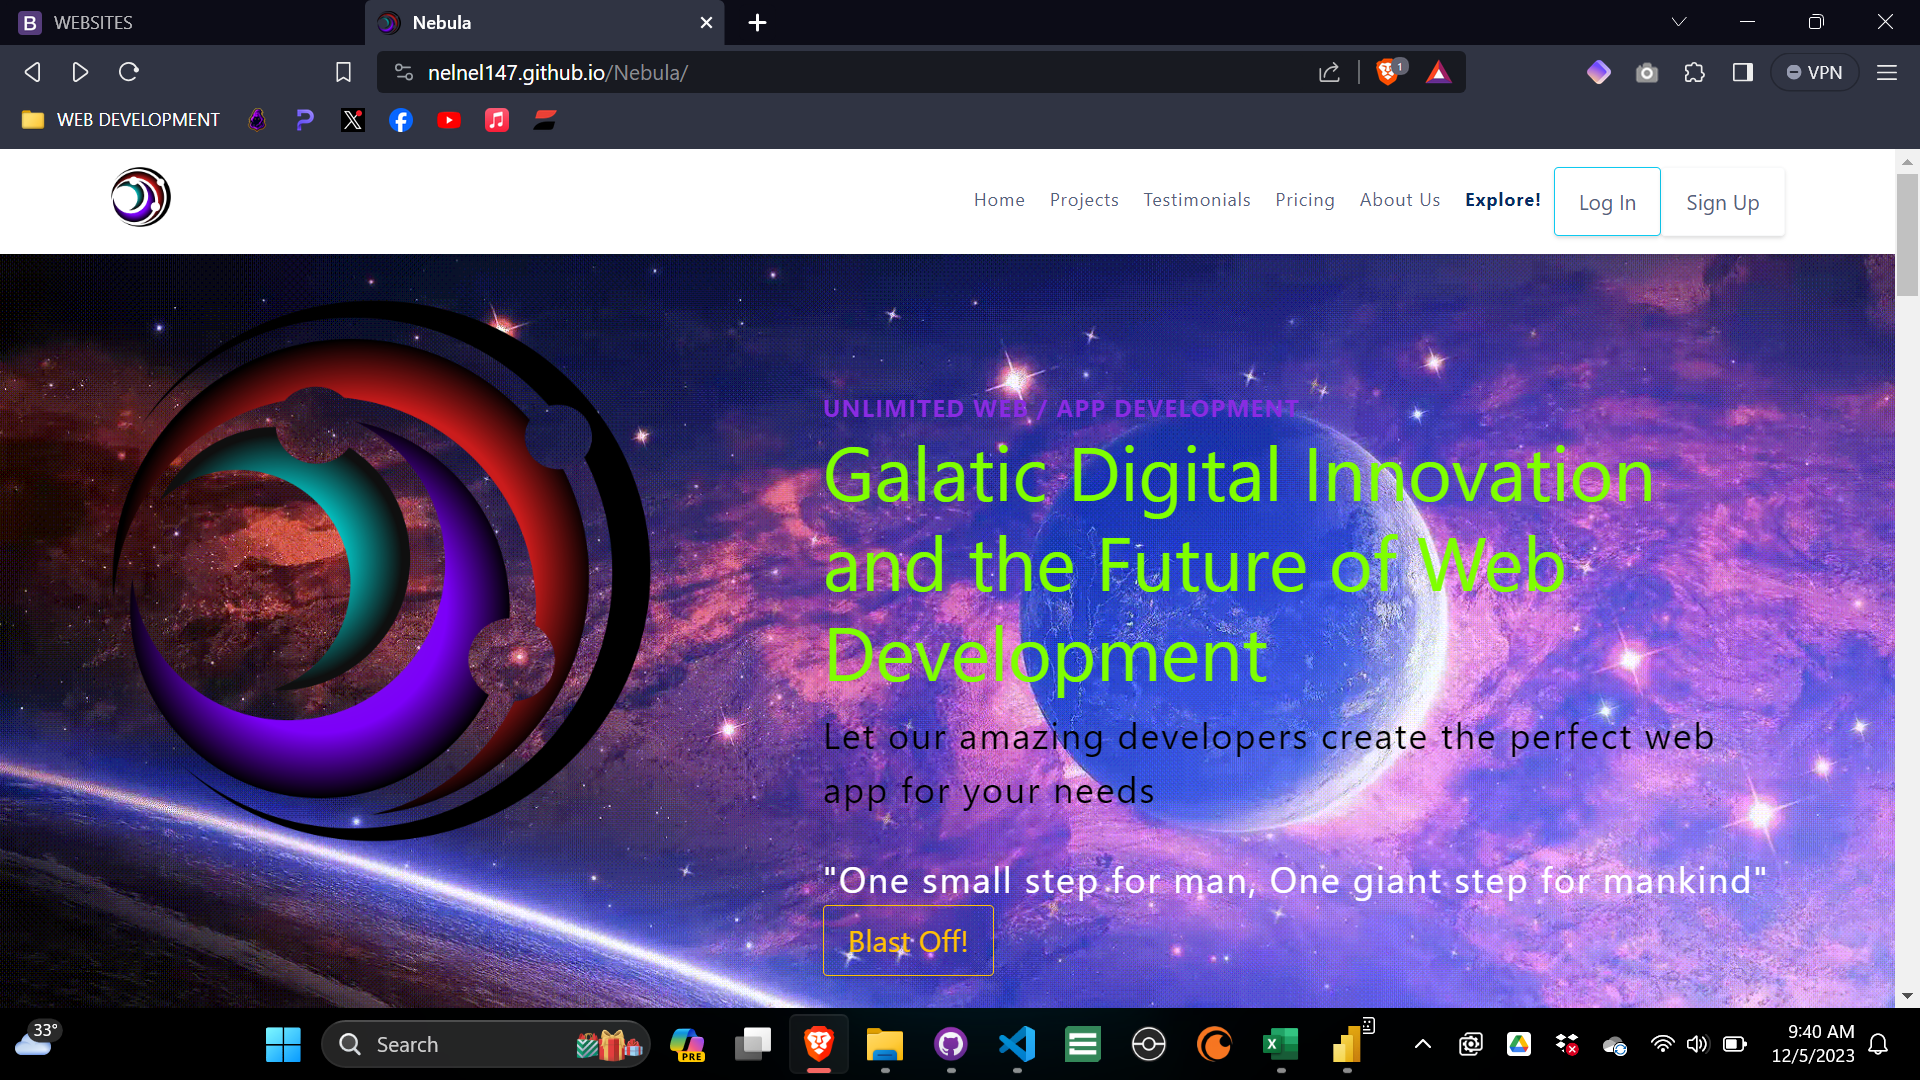 WEBSITES
Nebula
nelnel147.github.io/Nebula/
1
VPN
WEB DEVELOPMENT
Home Projects Testimonials Pricing About Us Explore! Log In Sign Up
UNLIMITED WEB / APP DEVELOPMENT
Galatic Digital Innovation
and the Future of Web
Development
Let our amazing developers create the perfect web
app for your needs
"One small step for man, One giant step for mankind"
Blast Off!
33°
Search
PRE
9:40 AM
12/5/2023